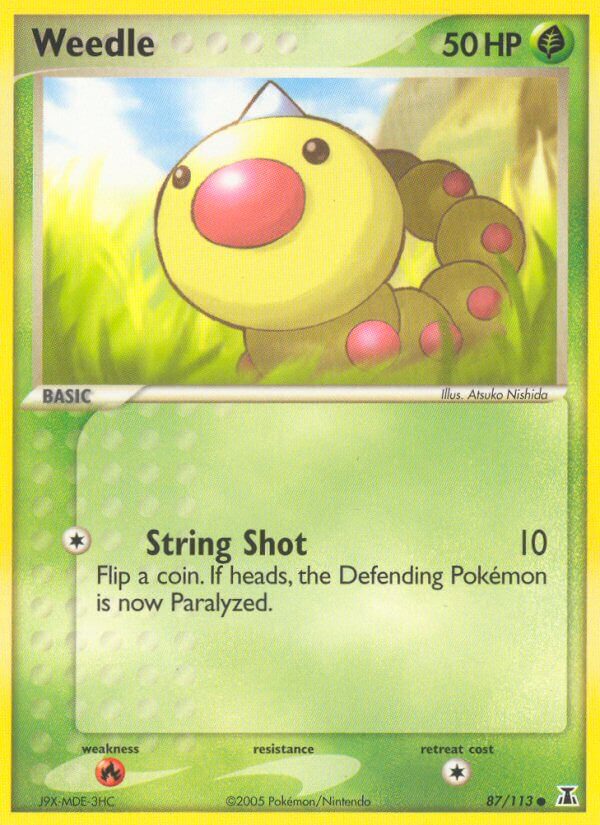 Weedle
50 HP
BASIC
Illus. Atsuko Nishida
String Shot 10
Flip a coin. If heads, the Defending Pokémon
is now Paralyzed.
weakness resistance retreat cost
J9X-MDE-3HC ©2005 Pokémon/Nintendo 87/113